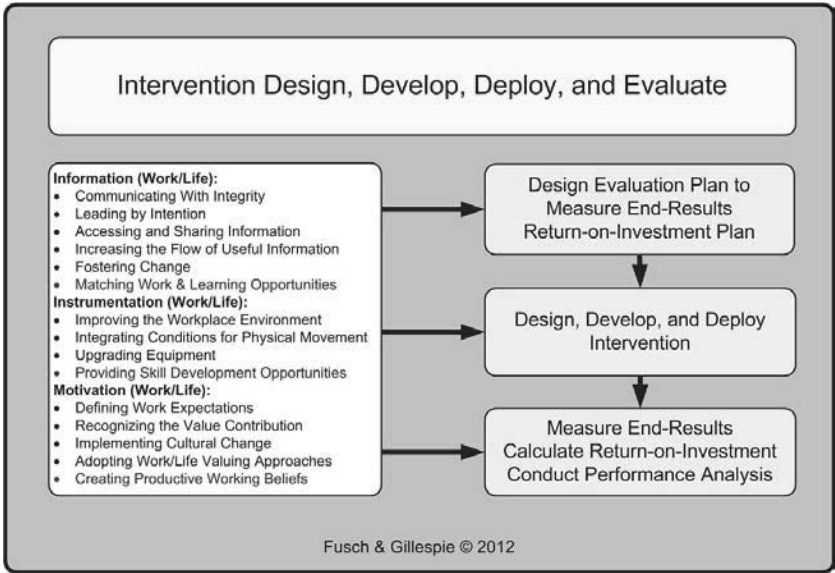 Intervention Design, Develop, Deploy, and Evaluate
Information (Work/Life):
• Communicating With Integrity
• Leading by Intention
• Accessing and Sharing Information
• Increasing the Flow of Useful Information
• Fostering Change
• Matching Work & Learning Opportunities
Instrumentation (Work/Life):
• Improving the Workplace Environment
• Integrating Conditions for Physical Movement
• Upgrading Equipment
• Providing Skill Development Opportunities
Motivation (Work/Life):
• Defining Work Expectations
• Recognizing the Value Contribution
• Implementing Cultural Change
• Adopting Work/Life Valuing Approaches
• Creating Productive Working Beliefs
Design Evaluation Plan to
Measure End-Results
Return-on-Investment Plan
Design, Develop, and Deploy
Intervention
Measure End-Results
Calculate Return-on-Investment
Conduct Performance Analysis
Fusch & Gillespie © 2012